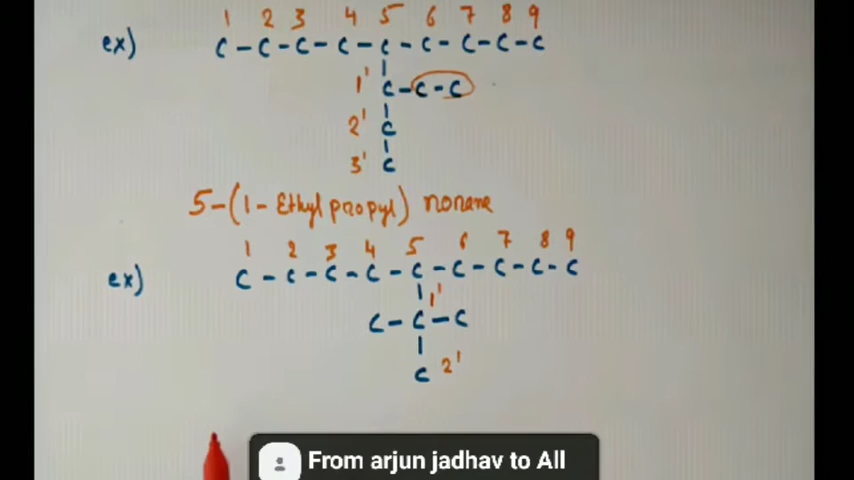 1 2 3 4 5 6 7 8 9
ex) C - C - C - C - C - C - C - C - C
1' C - C - C
2' C
3' C
5-(1-Ethyl propyl) nonane
1 2 3 4 5 6 7 8 9
ex) C - C - C - C - C - C - C - C - C
1'
C - C - C
C 2'
From arjun jadhav to All